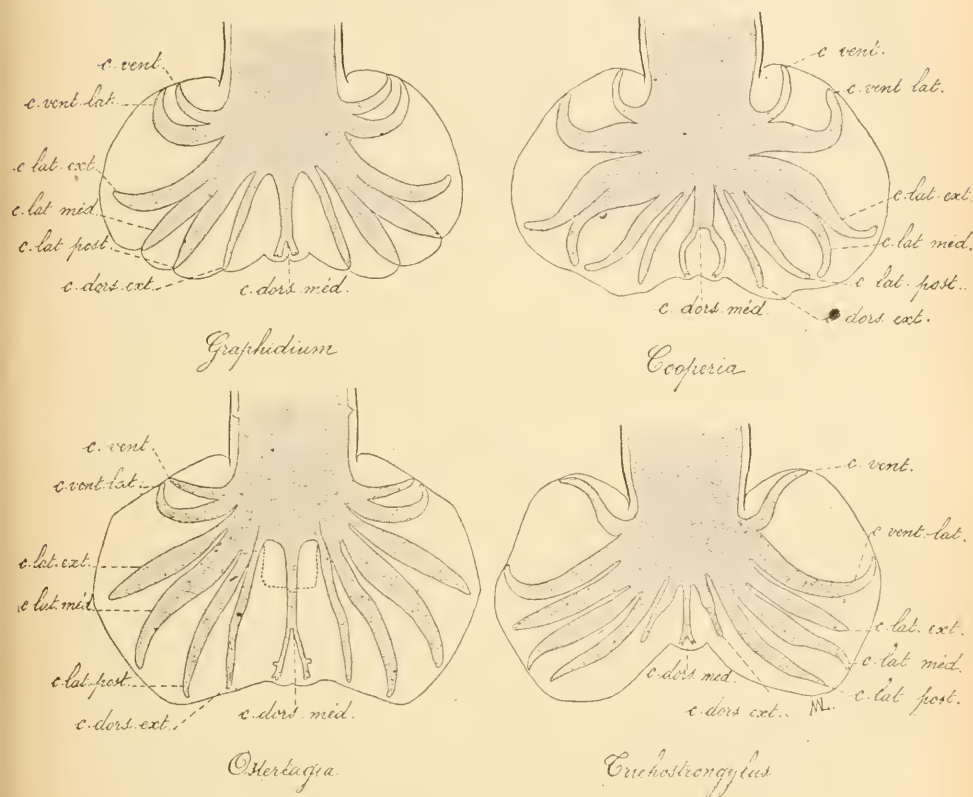 c. vent
c. vent lat.
c lat. ext.
c. lat med.
c. lat post.
c. dors ext.
c. dors méd.
Graphidium
c vent.
c. vent lat.
c. lat ext.
c. lat méd.
c lat. post.
dors ext.
c. dors méd.
Cooperia
c. vent.
c. vent. lat.
c. lat. ext.
c lat. méd
c. lat. post.
c. dors. ext.
c. dors. méd.
Ostertagia
c. vent.
c vent-lat.
c. lat. ext.
c. lat méd.
c. lat post.
c. dors med.
c. dors ext.
ML.
Trichostrongylus